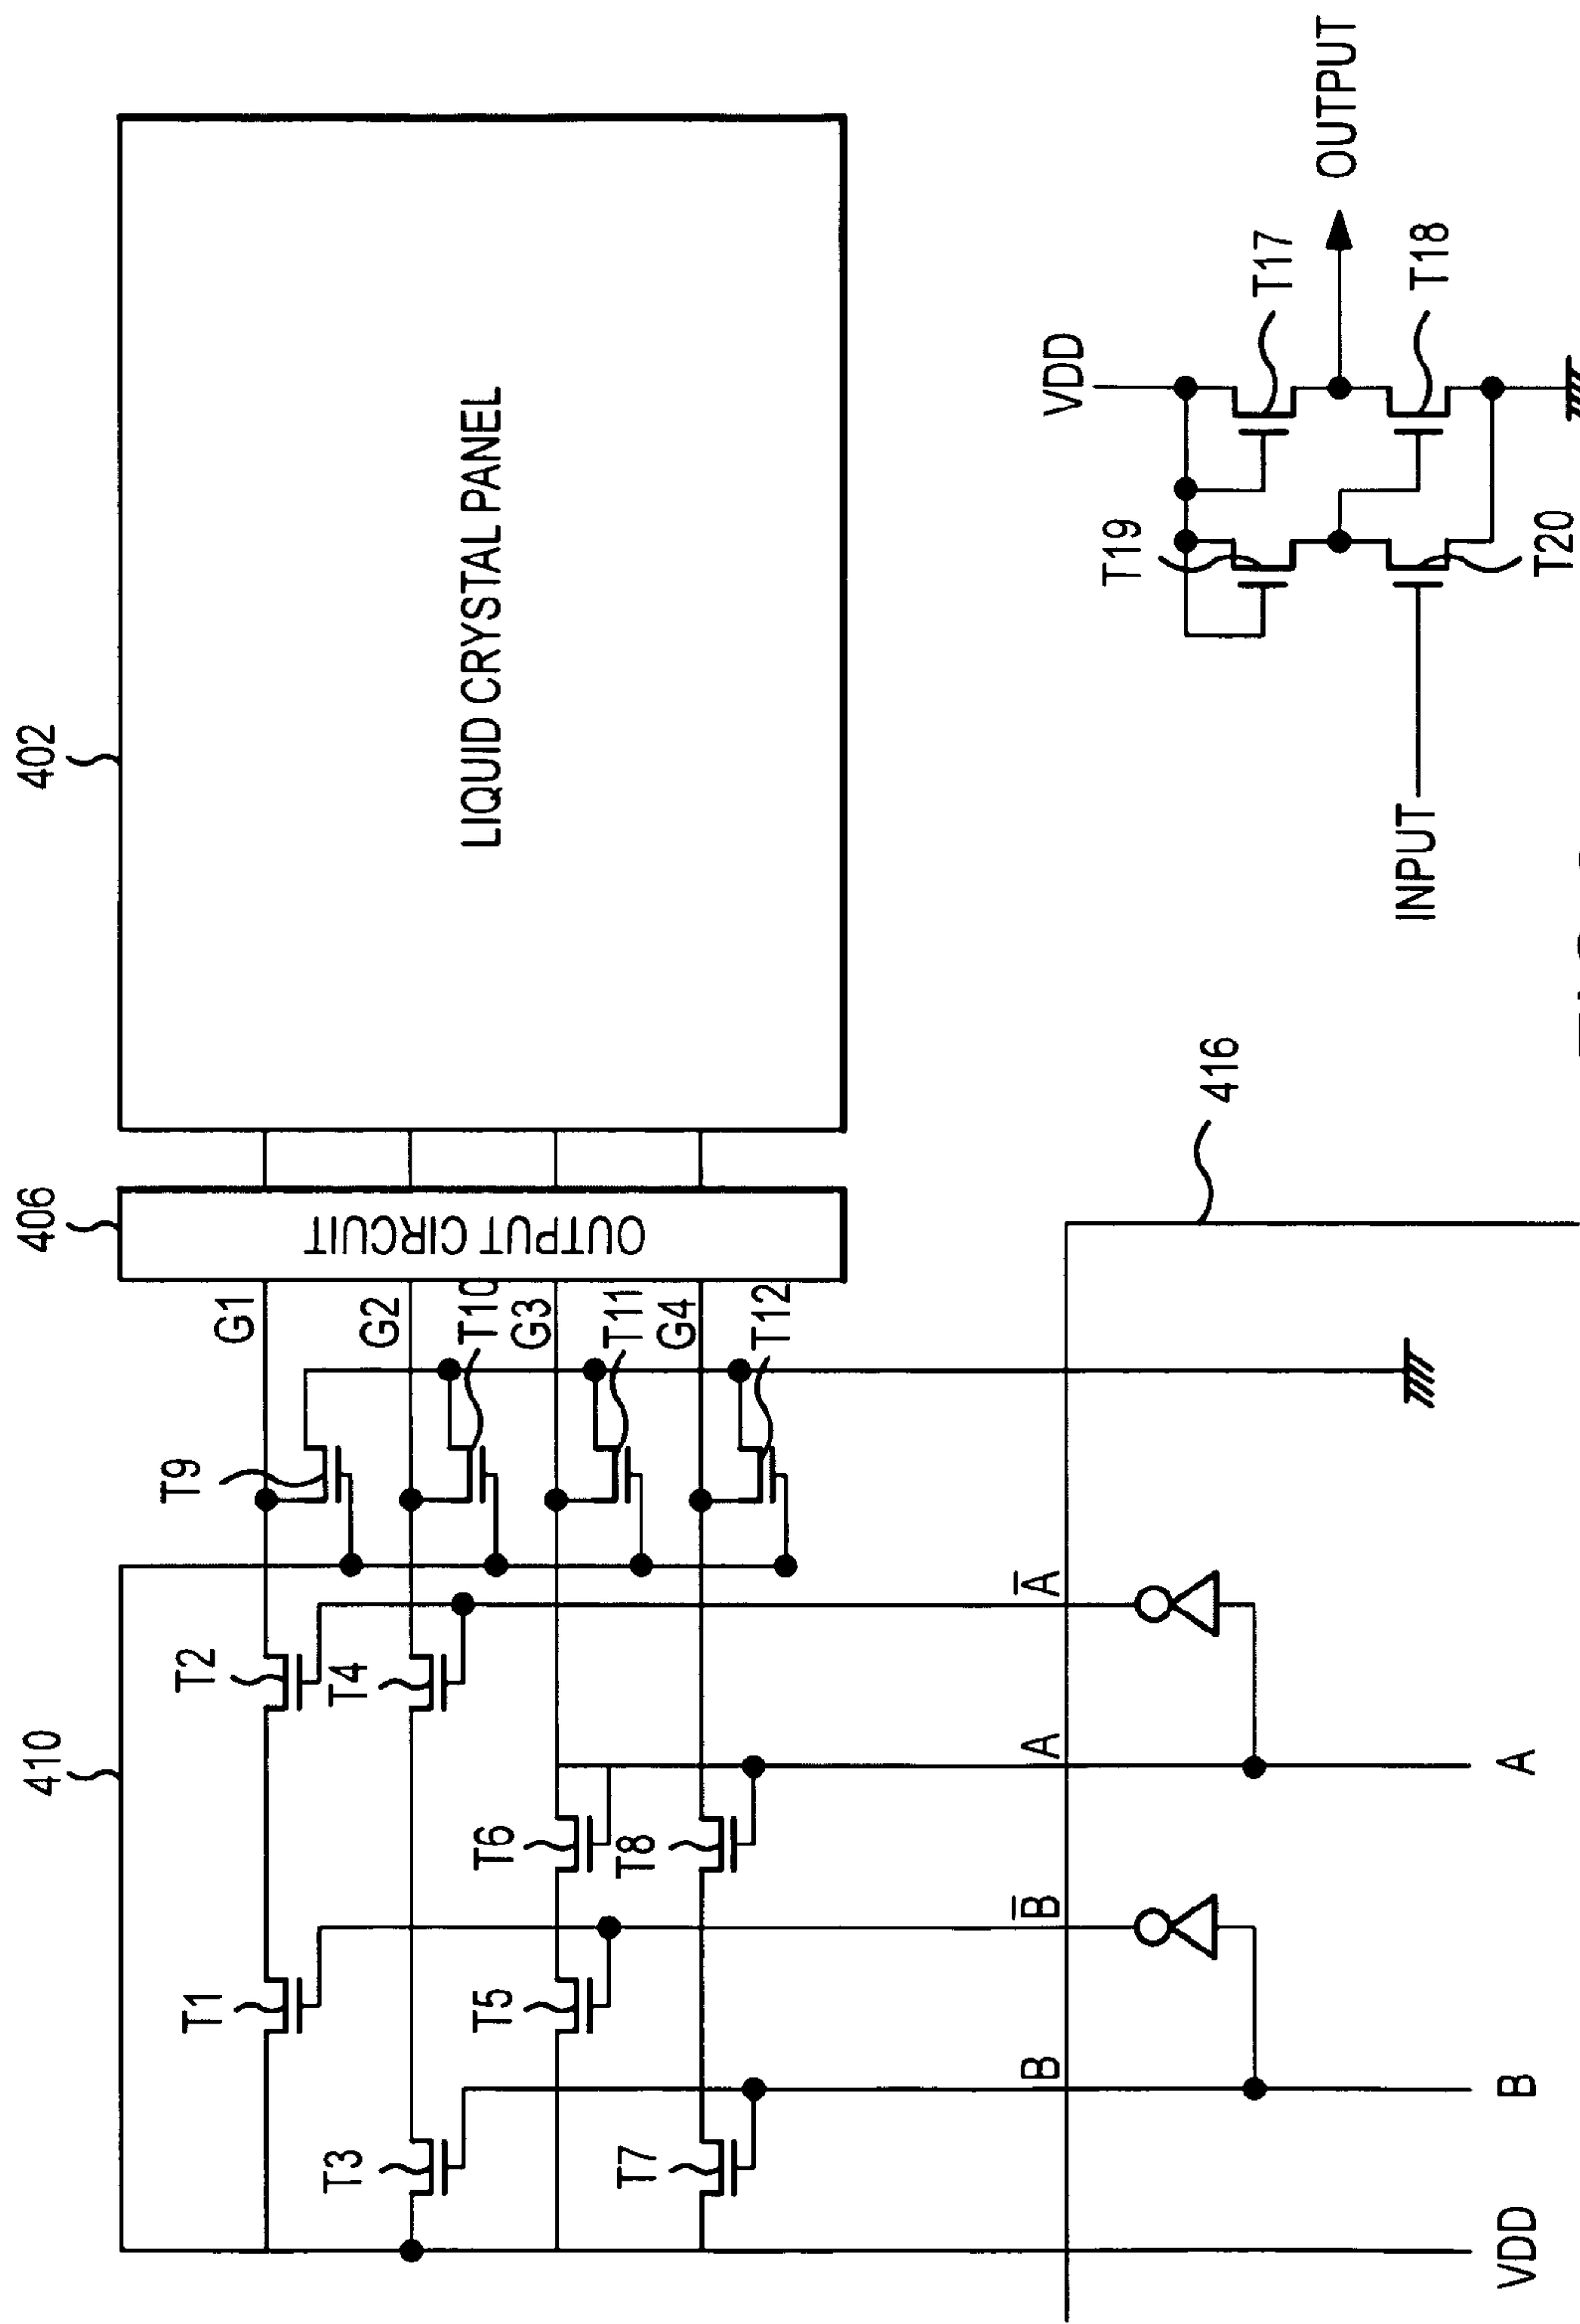 402
LIQUID CRYSTAL PANEL
406
OUTPUT CIRCUIT
410
G1
G2
G3
G4
T9
T10
T11
T12
T2
T4
T6
T8
T1
T5
T3
T7
B
B̅
A
A̅
416
VDD
B
A
VDD
T19
T17
T18
T20
INPUT
OUTPUT